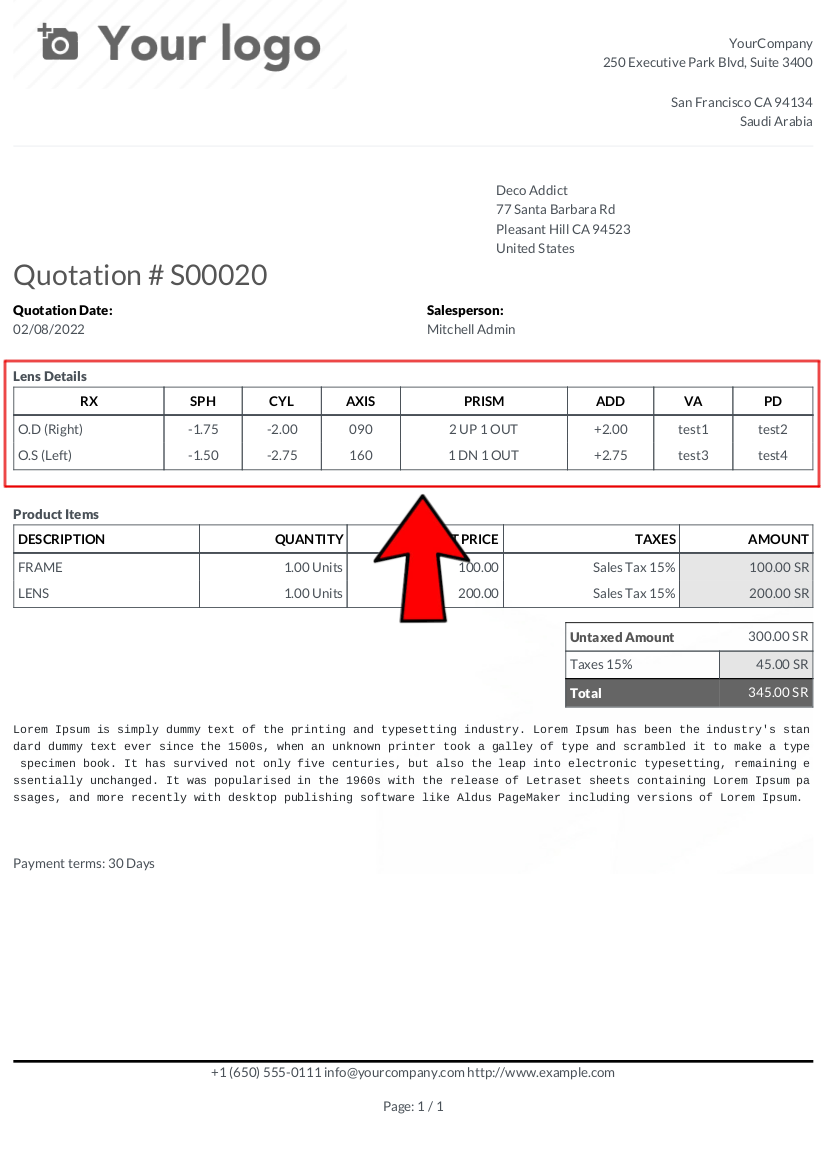 Your logo
YourCompany
250 Executive Park Blvd, Suite 3400
San Francisco CA 94134
Saudi Arabia
Deco Addict
77 Santa Barbara Rd
Pleasant Hill CA 94523
United States
Quotation # S00020
Quotation Date: Salesperson:
02/08/2022 Mitchell Admin
Lens Details
RX SPH CYL AXIS PRISM ADD VA PD
O.D (Right) -1.75 -2.00 090 2 UP 1 OUT +2.00 test1 test2
O.S (Left) -1.50 -2.75 160 1 DN 1 OUT +2.75 test3 test4
Product Items
DESCRIPTION QUANTITY PRICE TAXES AMOUNT
FRAME 1.00 Units 100.00 Sales Tax 15% 100.00 SR
LENS 1.00 Units 200.00 Sales Tax 15% 200.00 SR
Untaxed Amount 300.00 SR
Taxes 15% 45.00 SR
Total 345.00 SR
Lorem Ipsum is simply dummy text of the printing and typesetting industry. Lorem Ipsum has been the industry's stan
dard dummy text ever since the 1500s, when an unknown printer took a galley of type and scrambled it to make a type
specimen book. It has survived not only five centuries, but also the leap into electronic typesetting, remaining e
ssentially unchanged. It was popularised in the 1960s with the release of Letraset sheets containing Lorem Ipsum pa
ssages, and more recently with desktop publishing software like Aldus PageMaker including versions of Lorem Ipsum.
Payment terms: 30 Days
+1 (650) 555-0111 info@yourcompany.com http://www.example.com
Page: 1 / 1